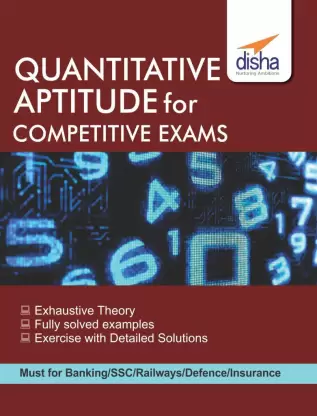 disha
Nurturing Ambitions
QUANTITATIVE
APTITUDE for
COMPETITIVE EXAMS
Exhaustive Theory
Fully solved examples
Exercise with Detailed Solutions
Must for Banking/SSC/Railways/Defence/Insurance